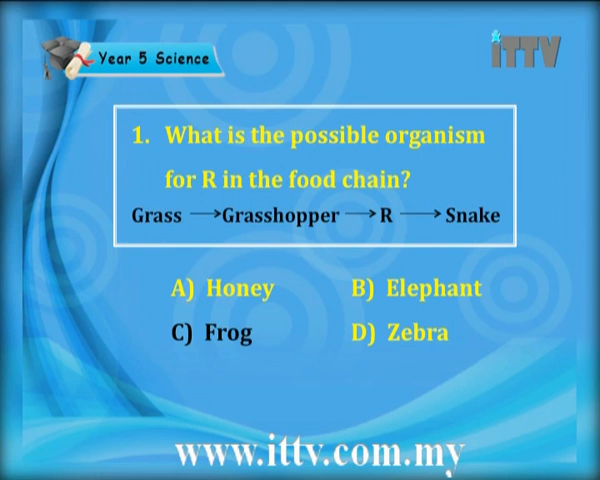 Year 5 Science
iTTV
1. What is the possible organism
for R in the food chain?
Grass → Grasshopper → R → Snake
A) Honey B) Elephant
C) Frog D) Zebra
www.ittv.com.my